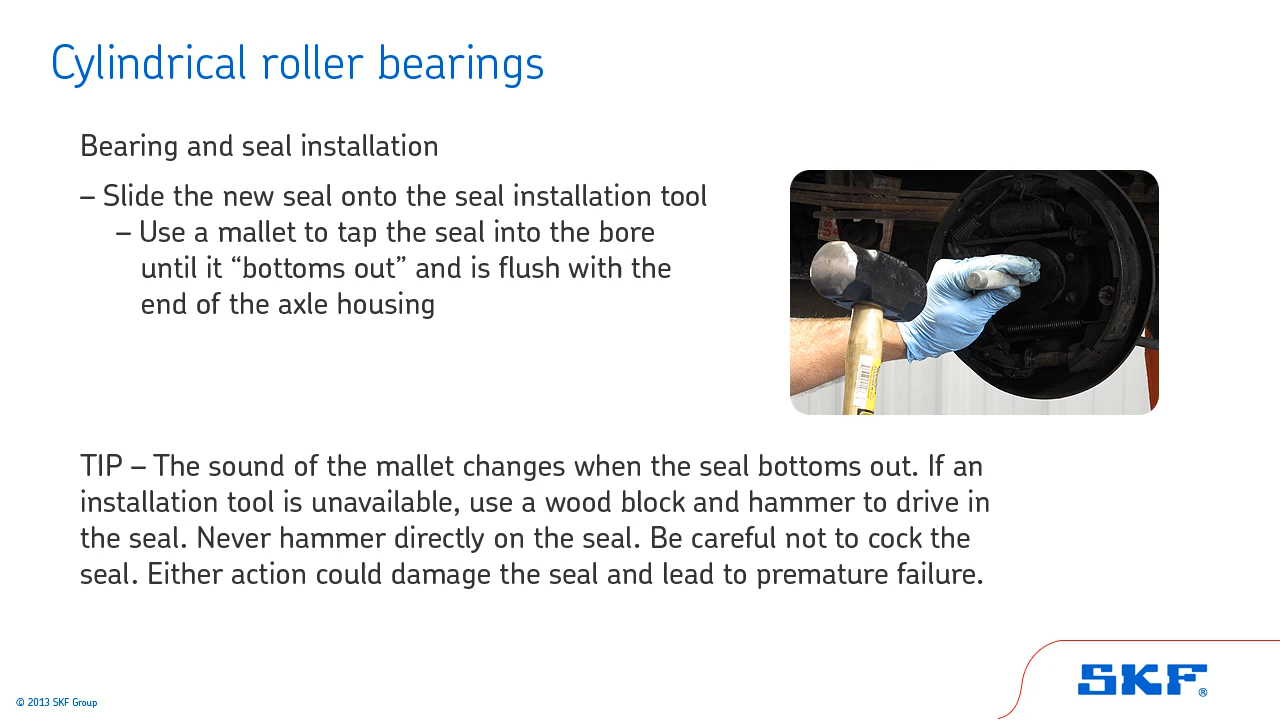 Cylindrical roller bearings
Bearing and seal installation
– Slide the new seal onto the seal installation tool
– Use a mallet to tap the seal into the bore
until it “bottoms out” and is flush with the
end of the axle housing
TIP – The sound of the mallet changes when the seal bottoms out. If an
installation tool is unavailable, use a wood block and hammer to drive in
the seal. Never hammer directly on the seal. Be careful not to cock the
seal. Either action could damage the seal and lead to premature failure.
© 2013 SKF Group
SKF®